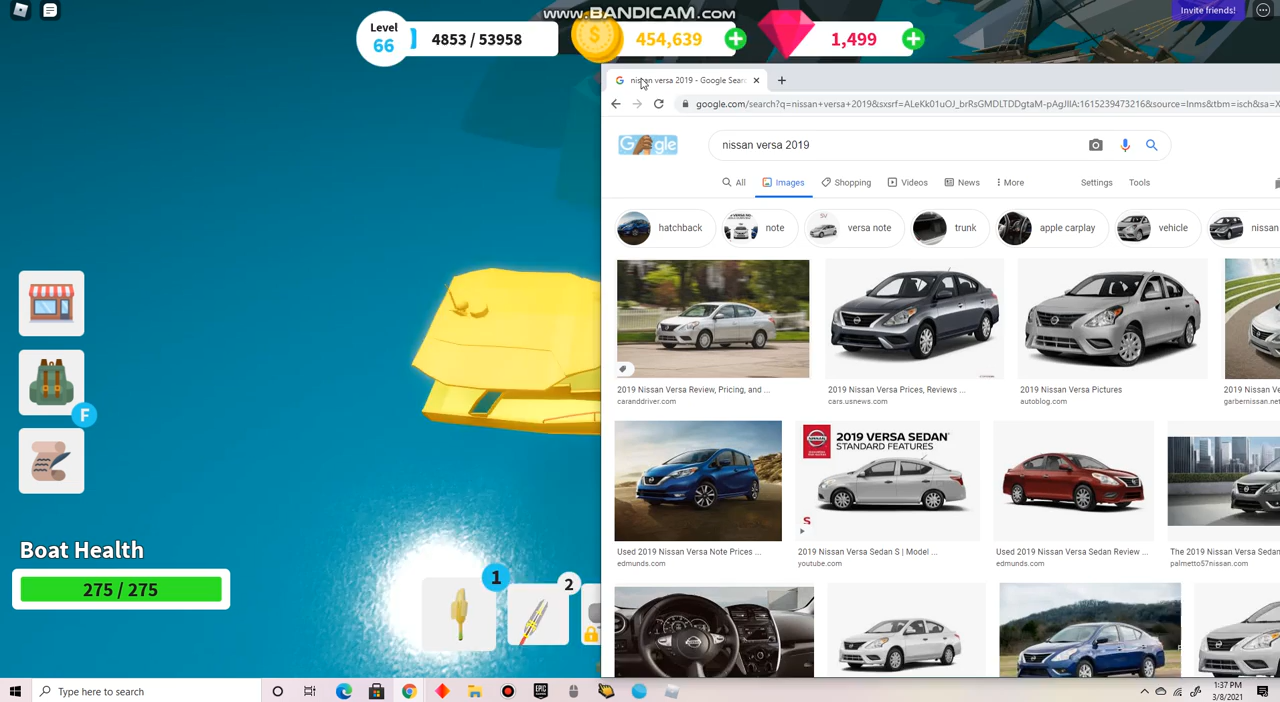 www.BANDICAM.com
Invite friends!
Level
66
4853 / 53958
454,639
1,499
nissan versa 2019 - Google Sear
google.com/search?q=nissan+versa+2019&sxsrf=ALeKk01uOJ_brRsGMDLTDDgtaM-pAgJIIA:1615239473216&source=lnms&tbm=isch&sa=X
Google
nissan versa 2019
All
Images
Shopping
Videos
News
More
Settings
Tools
hatchback
note
versa note
trunk
apple carplay
vehicle
nissan
2019 Nissan Versa Review, Pricing, and ...
caranddriver.com
2019 Nissan Versa Prices, Reviews ...
cars.usnews.com
2019 Nissan Versa Pictures
autoblog.com
2019 Nissan Ve
garbernissan.net
2019 VERSA SEDAN
STANDARD FEATURES
Used 2019 Nissan Versa Note Prices ...
edmunds.com
2019 Nissan Versa Sedan S | Model ...
youtube.com
Used 2019 Nissan Versa Sedan Review ...
edmunds.com
The 2019 Nissan Versa Sedan
palmetto57nissan.com
F
Boat Health
275 / 275
1
2
Type here to search
1:37 PM
3/8/2021